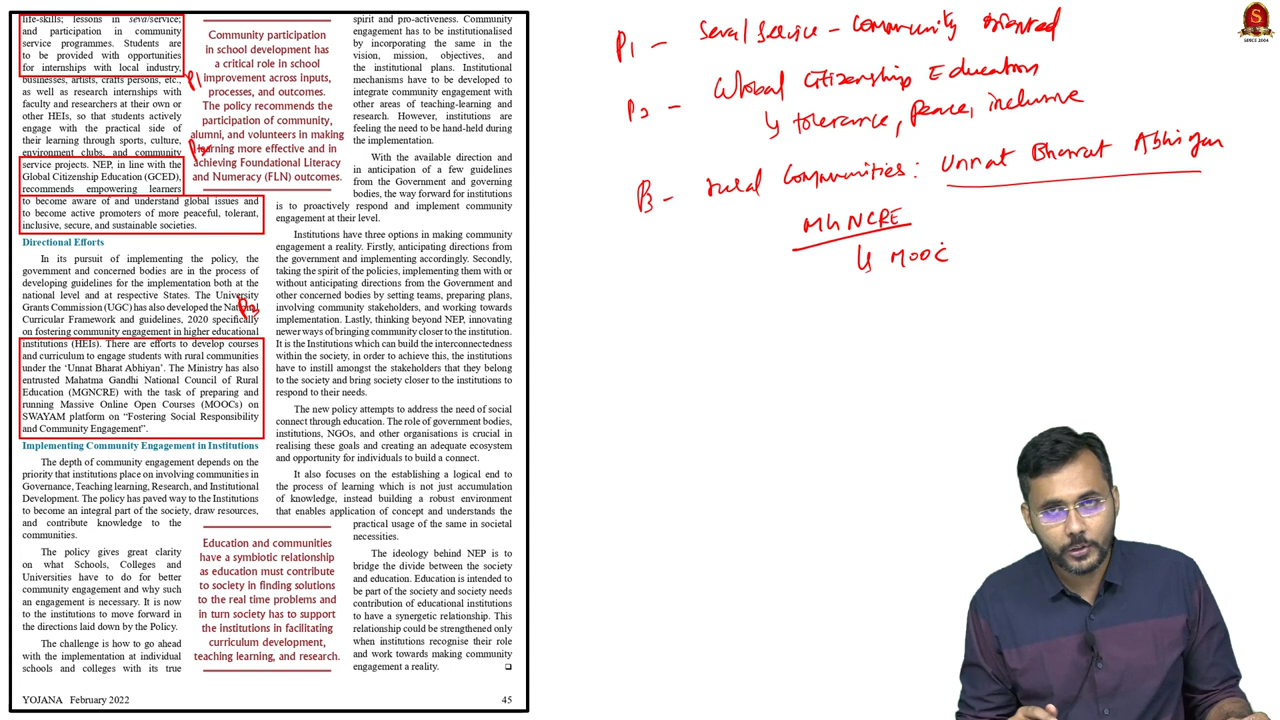 life-skills; lessons in seva/service;
and participation in community
service programmes. Students are
to be provided with opportunities
for internships with local industry,
businesses, artists, crafts persons, etc.,
as well as research internships with
faculty and researchers at their own or
other HEIs, so that students actively
engage with the practical side of
their learning through sports, culture,
environment clubs, and community
service projects. NEP, in line with the
Global Citizenship Education (GCED),
recommends empowering learners
to become aware of and understand global issues and
to become active promoters of more peaceful, tolerant,
inclusive, secure, and sustainable societies.
Directional Efforts
In its pursuit of implementing the policy, the
government and concerned bodies are in the process of
developing guidelines for the implementation both at the
national level and at respective States. The University
Grants Commission (UGC) has also developed the National
Curricular Framework and guidelines, 2020 specifically
on fostering community engagement in higher educational
institutions (HEIs). There are efforts to develop courses
and curriculum to engage students with rural communities
under the ‘Unnat Bharat Abhiyan’. The Ministry has also
entrusted Mahatma Gandhi National Council of Rural
Education (MGNCRE) with the task of preparing and
running Massive Online Open Courses (MOOCs) on
SWAYAM platform on “Fostering Social Responsibility
and Community Engagement”.
Implementing Community Engagement in Institutions
The depth of community engagement depends on the
priority that institutions place on involving communities in
Governance, Teaching learning, Research, and Institutional
Development. The policy has paved way to the Institutions
to become an integral part of the society, draw resources,
and contribute knowledge to the
communities.
The policy gives great clarity
on what Schools, Colleges and
Universities have to do for better
community engagement and why such
an engagement is necessary. It is now
to the institutions to move forward in
the directions laid down by the Policy.
The challenge is how to go ahead
with the implementation at individual
schools and colleges with its true
Community participation
in school development has
a critical role in school
improvement across inputs,
processes, and outcomes.
The policy recommends the
participation of community,
alumni, and volunteers in making
learning more effective and in
achieving Foundational Literacy
and Numeracy (FLN) outcomes.
P1
P2
P3
spirit and pro-activeness. Community
engagement has to be institutionalised
by incorporating the same in the
vision, mission, objectives, and
the institutional plans. Institutional
mechanisms have to be developed to
integrate community engagement with
other areas of teaching-learning and
research. However, institutions are
feeling the need to be hand-held during
the implementation.
With the available direction and
in anticipation of a few guidelines
from the Government and governing
bodies, the way forward for institutions
is to proactively respond and implement community
engagement at their level.
Institutions have three options in making community
engagement a reality. Firstly, anticipating directions from
the government and implementing accordingly. Secondly,
taking the spirit of the policies, implementing them with or
without anticipating directions from the Government and
other concerned bodies by setting teams, preparing plans,
involving community stakeholders, and working towards
implementation. Lastly, thinking beyond NEP, innovating
newer ways of bringing community closer to the institution.
It is the Institutions which can build the interconnectedness
within the society, in order to achieve this, the institutions
have to instill amongst the stakeholders that they belong
to the society and bring society closer to the institutions to
respond to their needs.
The new policy attempts to address the need of social
connect through education. The role of government bodies,
institutions, NGOs, and other organisations is crucial in
realising these goals and creating an adequate ecosystem
and opportunity for individuals to build a connect.
It also focuses on the establishing a logical end to
the process of learning which is not just accumulation
of knowledge, instead building a robust environment
that enables application of concept and understands the
practical usage of the same in societal
necessities.
The ideology behind NEP is to
bridge the divide between the society
and education. Education is intended to
be part of the society and society needs
contribution of educational institutions
to have a synergetic relationship. This
relationship could be strengthened only
when institutions recognise their role
and work towards making community
engagement a reality.
Education and communities
have a symbiotic relationship
as education must contribute
to society in finding solutions
to the real time problems and
in turn society has to support
the institutions in facilitating
curriculum development,
teaching learning, and research.
YOJANA February 2022
45
P1 - Seva/Service - Community oriented
P2 - Global Citizenship Education
↳ tolerance, peace, inclusive
P3 - rural Communities: Unnat Bharat Abhiyan
MGNCRE
↳ MOOC
S
SINCE 2004